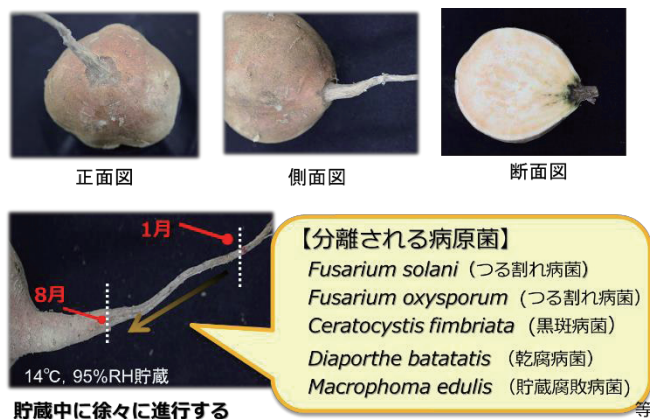 正面図
側面図
断面図
1月
8月
14℃, 95%RH貯蔵
貯蔵中に徐々に進行する
【分離される病原菌】
Fusarium solani（つる割れ病菌）
Fusarium oxysporum（つる割れ病菌）
Ceratocystis fimbriata（黒斑病菌）
Diaporthe batatatis（乾腐病菌）
Macrophoma edulis（貯蔵腐敗病菌）
等